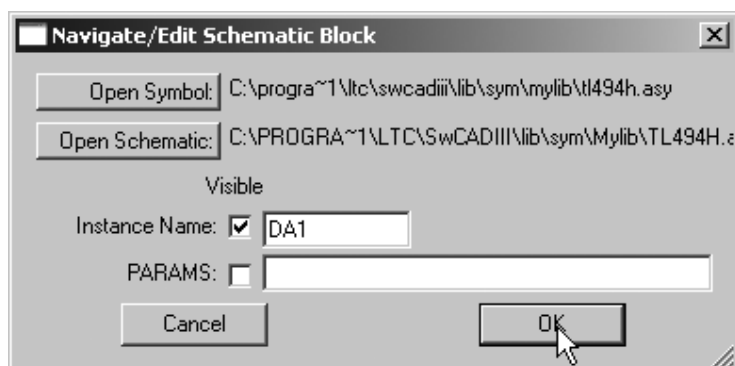 Navigate/Edit Schematic Block
Open Symbol: C:\progra~1\ltc\swcadiii\lib\sym\mylib\tl494h.asy
Open Schematic: C:\PROGRA~1\LTC\SwCADIII\lib\sym\Mylib\TL494H.a
Visible
Instance Name: DA1
PARAMS:
Cancel OK